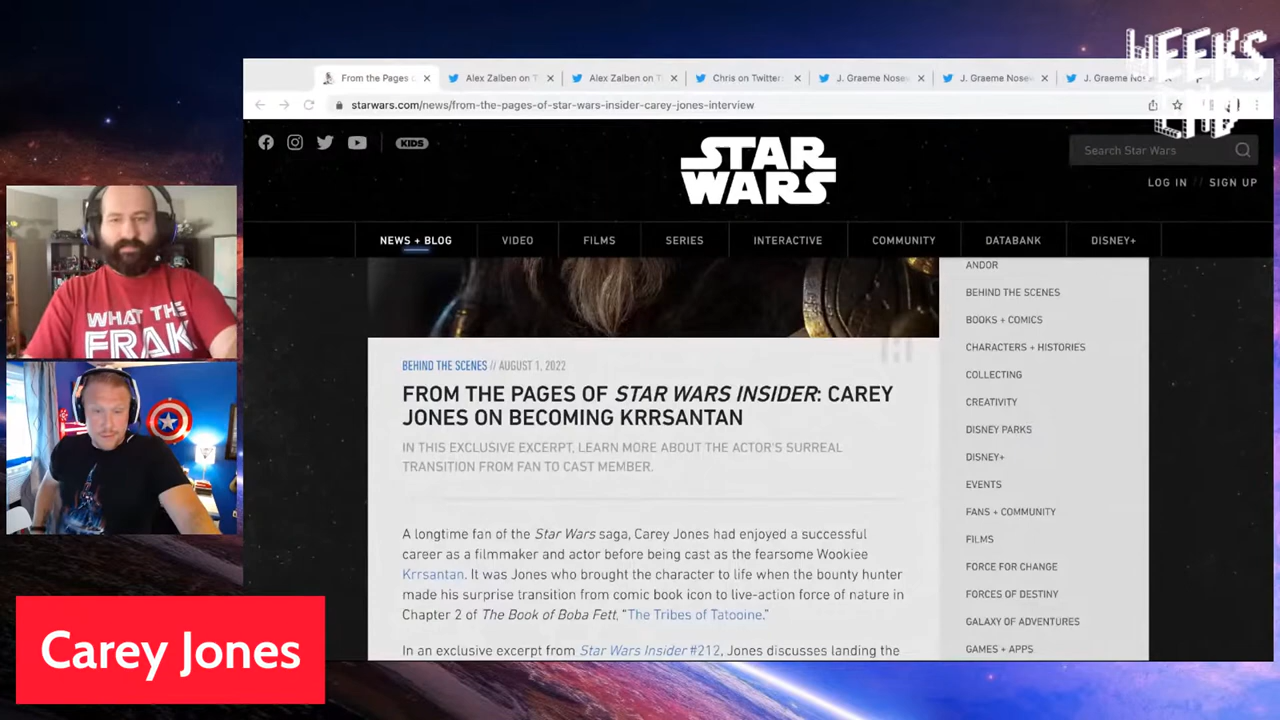 WEEKS
END
From the Pages o
Alex Zalben on T
Alex Zalben on T
Chris on Twitter:
J. Graeme Nosew
J. Graeme Nosew
J. Graeme Nos
starwars.com/news/from-the-pages-of-star-wars-insider-carey-jones-interview
KIDS
STAR
WARS
Search Star Wars
LOG IN // SIGN UP
NEWS + BLOG
VIDEO
FILMS
SERIES
INTERACTIVE
COMMUNITY
DATABANK
DISNEY+
WHAT THE
FRAK
BEHIND THE SCENES // AUGUST 1, 2022
FROM THE PAGES OF STAR WARS INSIDER: CAREY
JONES ON BECOMING KRRSANTAN
IN THIS EXCLUSIVE EXCERPT, LEARN MORE ABOUT THE ACTOR'S SURREAL
TRANSITION FROM FAN TO CAST MEMBER.
A longtime fan of the Star Wars saga, Carey Jones had enjoyed a successful
career as a filmmaker and actor before being cast as the fearsome Wookiee
Krrsantan. It was Jones who brought the character to life when the bounty hunter
made his surprise transition from comic book icon to live-action force of nature in
Chapter 2 of The Book of Boba Fett, “The Tribes of Tatooine.”
In an exclusive excerpt from Star Wars Insider #212, Jones discusses landing the
ANDOR
BEHIND THE SCENES
BOOKS + COMICS
CHARACTERS + HISTORIES
COLLECTING
CREATIVITY
DISNEY PARKS
DISNEY+
EVENTS
FANS + COMMUNITY
FILMS
FORCE FOR CHANGE
FORCES OF DESTINY
GALAXY OF ADVENTURES
GAMES + APPS
Carey Jones